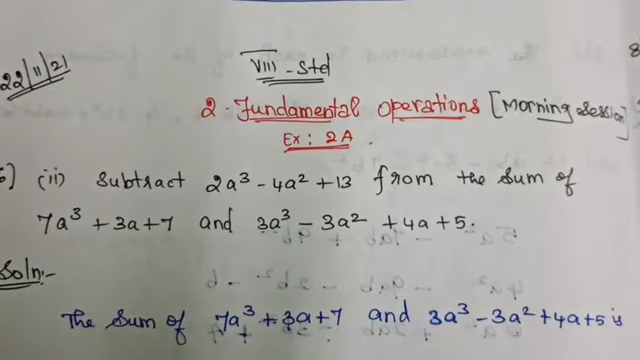 22/11/21
VIII - Std
2. Fundamental Operations [Morning session]
Ex: 2A.
(ii) Subtract 2a³ - 4a² + 13 from the sum of
7a³ + 3a + 7 and 3a³ - 3a² + 4a + 5.
Soln:-
The sum of 7a³ + 3a + 7 and 3a³ - 3a² + 4a + 5 is